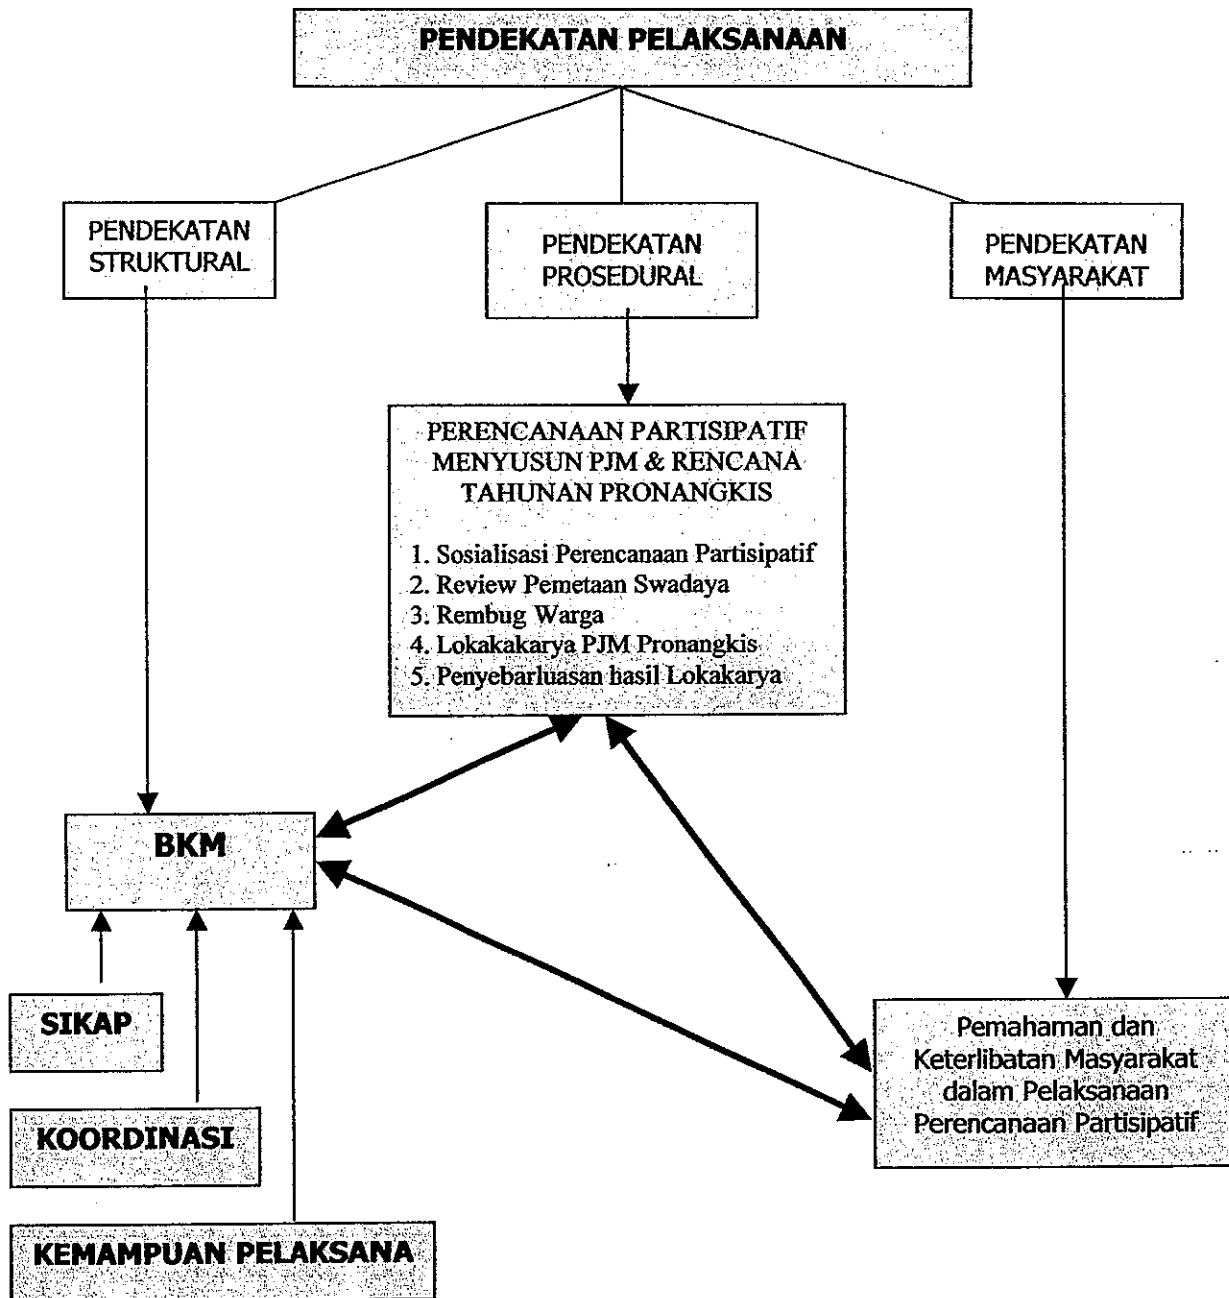 PENDEKATAN PELAKSANAAN
PENDEKATAN
STRUKTURAL
PENDEKATAN
PROSEDURAL
PENDEKATAN
MASYARAKAT
PERENCANAAN PARTISIPATIF
MENYUSUN PJM & RENCANA
TAHUNAN PRONANGKIS
1. Sosialisasi Perencanaan Partisipatif
2. Review Pemetaan Swadaya
3. Rembug Warga
4. Lokakakarya PJM Pronangkis
5. Penyebarluasan hasil Lokakarya
BKM
SIKAP
KOORDINASI
KEMAMPUAN PELAKSANA
Pemahaman dan
Keterlibatan Masyarakat
dalam Pelaksanaan
Perencanaan Partisipatif